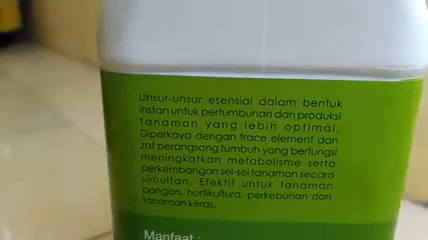 Unsur-unsur esensial dalam bentuk
instan untuk pertumbuhan dan produksi
tanaman yang lebih optimal.
Diperkaya dengan trace element dan
zat perangsang tumbuh yang berfungsi
meningkatkan metabolisme serta
perkembangan sel-sel tanaman secara
simultan. Efektif untuk tanaman
pangan, hortikultura, perkebunan dan
tanaman keras.
Manfaat :